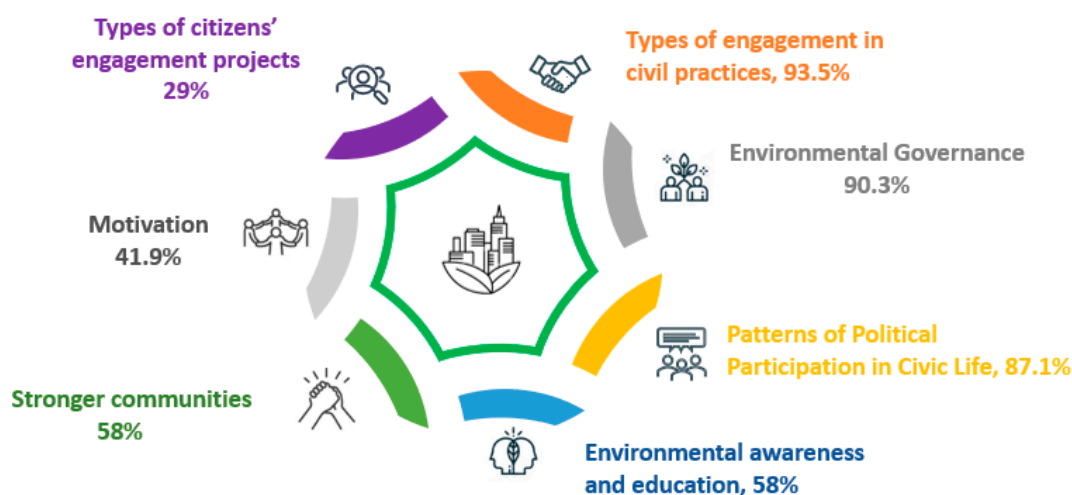 Types of citizens’
engagement projects
29%
Types of engagement in
civil practices, 93.5%
Environmental Governance
90.3%
Motivation
41.9%
Patterns of Political
Participation in Civic Life, 87.1%
Stronger communities
58%
Environmental awareness
and education, 58%